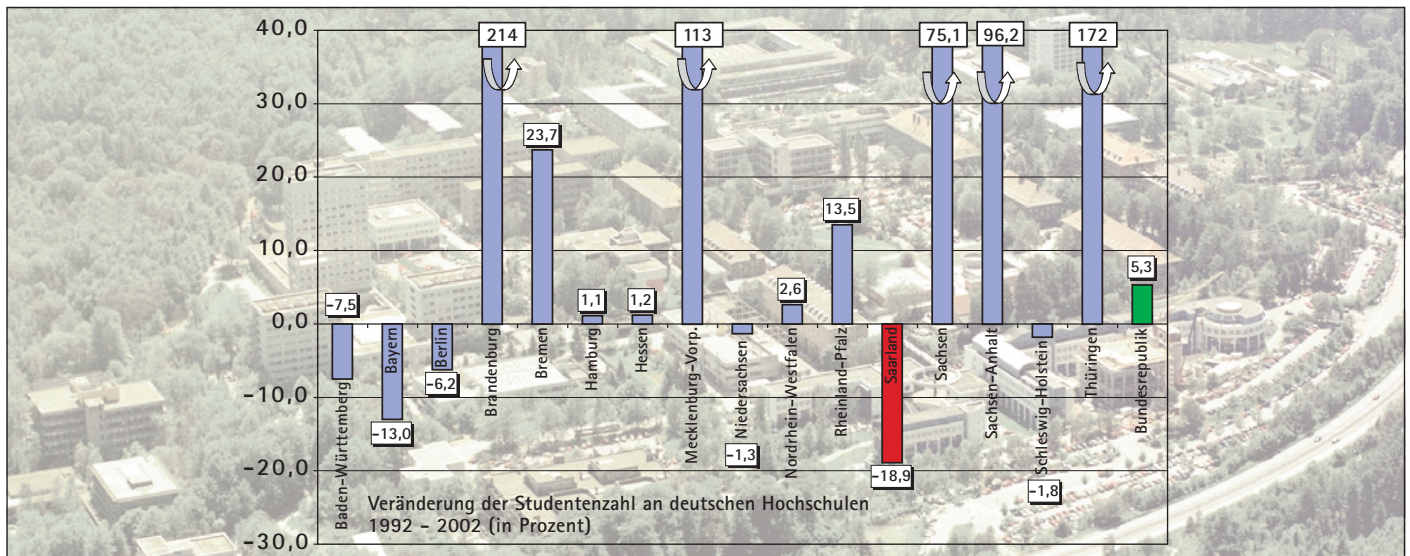 40,0
30,0
20,0
10,0
0,0
-10,0
-20,0
-30,0
214
113
75,1
96,2
172
23,7
13,5
5,3
-7,5
1,1
1,2
2,6
-6,2
-13,0
-1,3
-18,9
-1,8
Baden-Württemberg
Bayern
Berlin
Brandenburg
Bremen
Hamburg
Hessen
Mecklenburg-Vorp.
Niedersachsen
Nordrhein-Westfalen
Rheinland-Pfalz
Saarland
Sachsen
Sachsen-Anhalt
Schleswig-Holstein
Thüringen
Bundesrepublik
Veränderung der Studentenzahl an deutschen Hochschulen
1992 - 2002 (in Prozent)